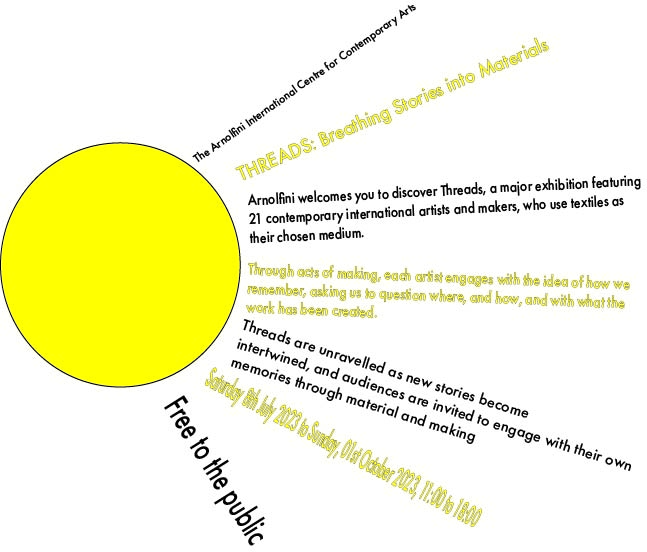 The Arnolfini International Centre for Contemporary Arts
THREADS: Breathing Stories into Materials
Arnolfini welcomes you to discover Threads, a major exhibition featuring
21 contemporary international artists and makers, who use textiles as
their chosen medium.
Through acts of making, each artist engages with the idea of how we
remember, asking us to question where, and how, and with what the
work has been created.
Threads are unravelled as new stories become
intertwined, and audiences are invited to engage with their own
memories through material and making
Saturday 8th July 2023 to Sunday, 01st October 2023, 11:00 to 18:00
Free to the public